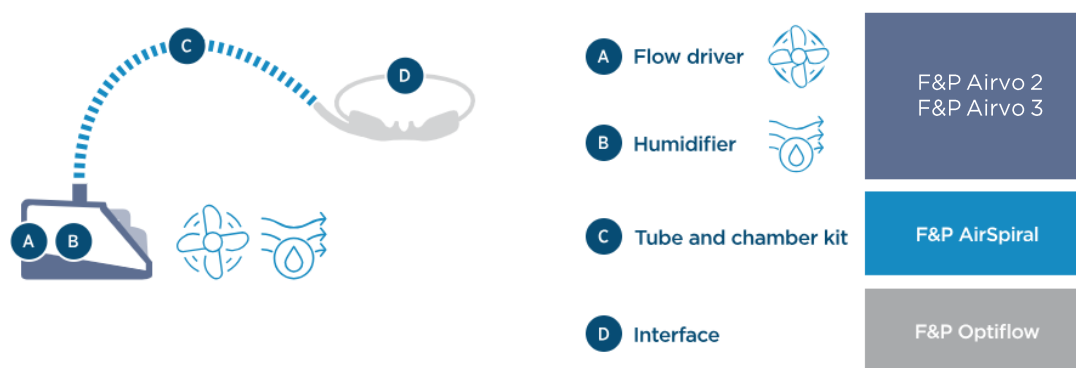 C
D
A
B
A Flow driver
F&P Airvo 2
F&P Airvo 3
B Humidifier
C Tube and chamber kit
F&P AirSpiral
D Interface
F&P Optiflow